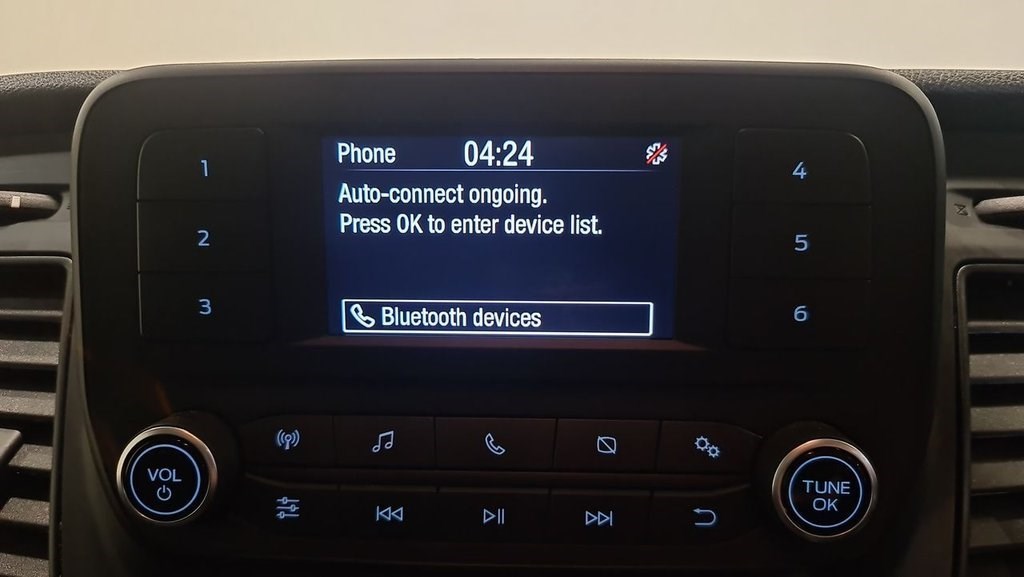 Phone 04:24
Auto-connect ongoing.
Press OK to enter device list.
Bluetooth devices
1
2
3
4
5
6
VOL
TUNE
OK